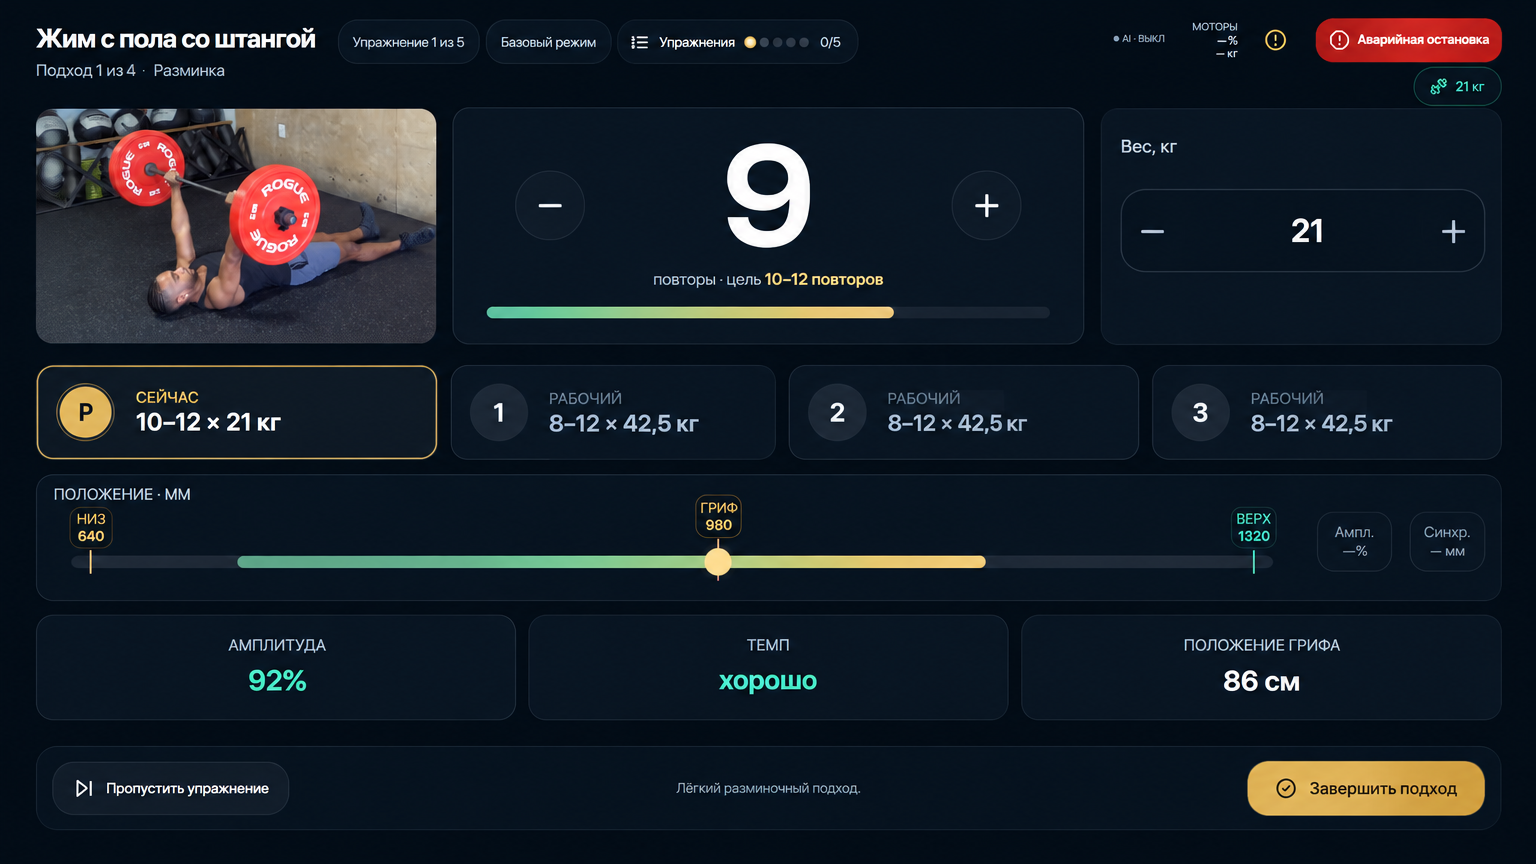 Жим с пола со штангой
Подход 1 из 4 · Разминка
Упражнение 1 из 5
Базовый режим
Упражнения 0/5
AI · ВЫКЛ
МОТОРЫ
—%
— кг
Аварийная остановка
21 кг
ROGUE
ROGUE
ROGUE
9
повторы · цель 10–12 повторов
Вес, кг
21
Р
СЕЙЧАС
10–12 × 21 кг
1
РАБОЧИЙ
8–12 × 42,5 кг
2
РАБОЧИЙ
8–12 × 42,5 кг
3
РАБОЧИЙ
8–12 × 42,5 кг
ПОЛОЖЕНИЕ · ММ
НИЗ
640
ГРИФ
980
ВЕРХ
1320
Ампл.
—%
Синхр.
— мм
АМПЛИТУДА
92%
ТЕМП
хорошо
ПОЛОЖЕНИЕ ГРИФА
86 см
Пропустить упражнение
Лёгкий разминочный подход.
Завершить подход